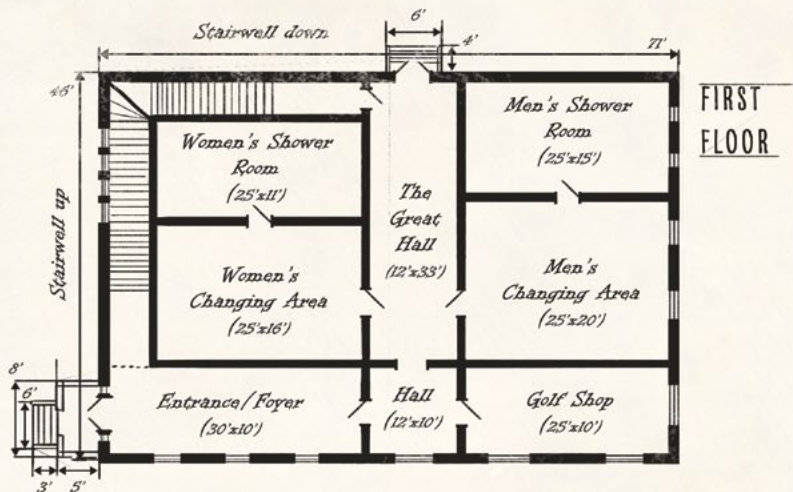 6'
Stairwell down
4'
71'
46'
FIRST
FLOOR
Men's Shower
Room
(25'x15')
Women's Shower
Room
(25'x11')
The
Great
Hall
(12'x33')
Stairwell up
Women's
Changing Area
(25'x16')
Men's
Changing Area
(25'x20')
8'
6'
Entrance/Foyer
(30'x10')
Hall
(12'x10')
Golf Shop
(25'x10')
3'
5'